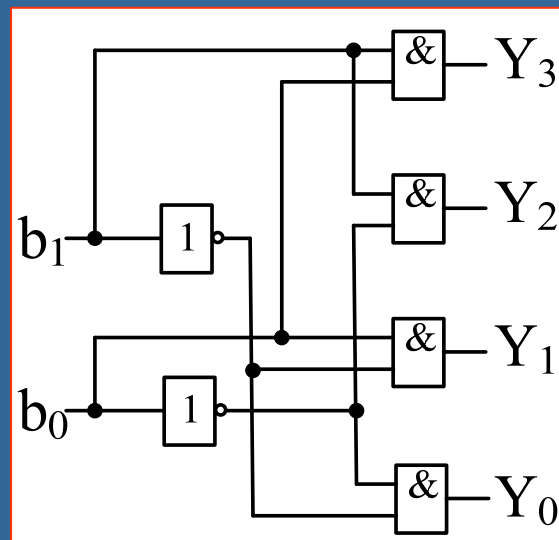 & Y₃
& Y₂
b₁ 1
& Y₁
b₀ 1
& Y₀